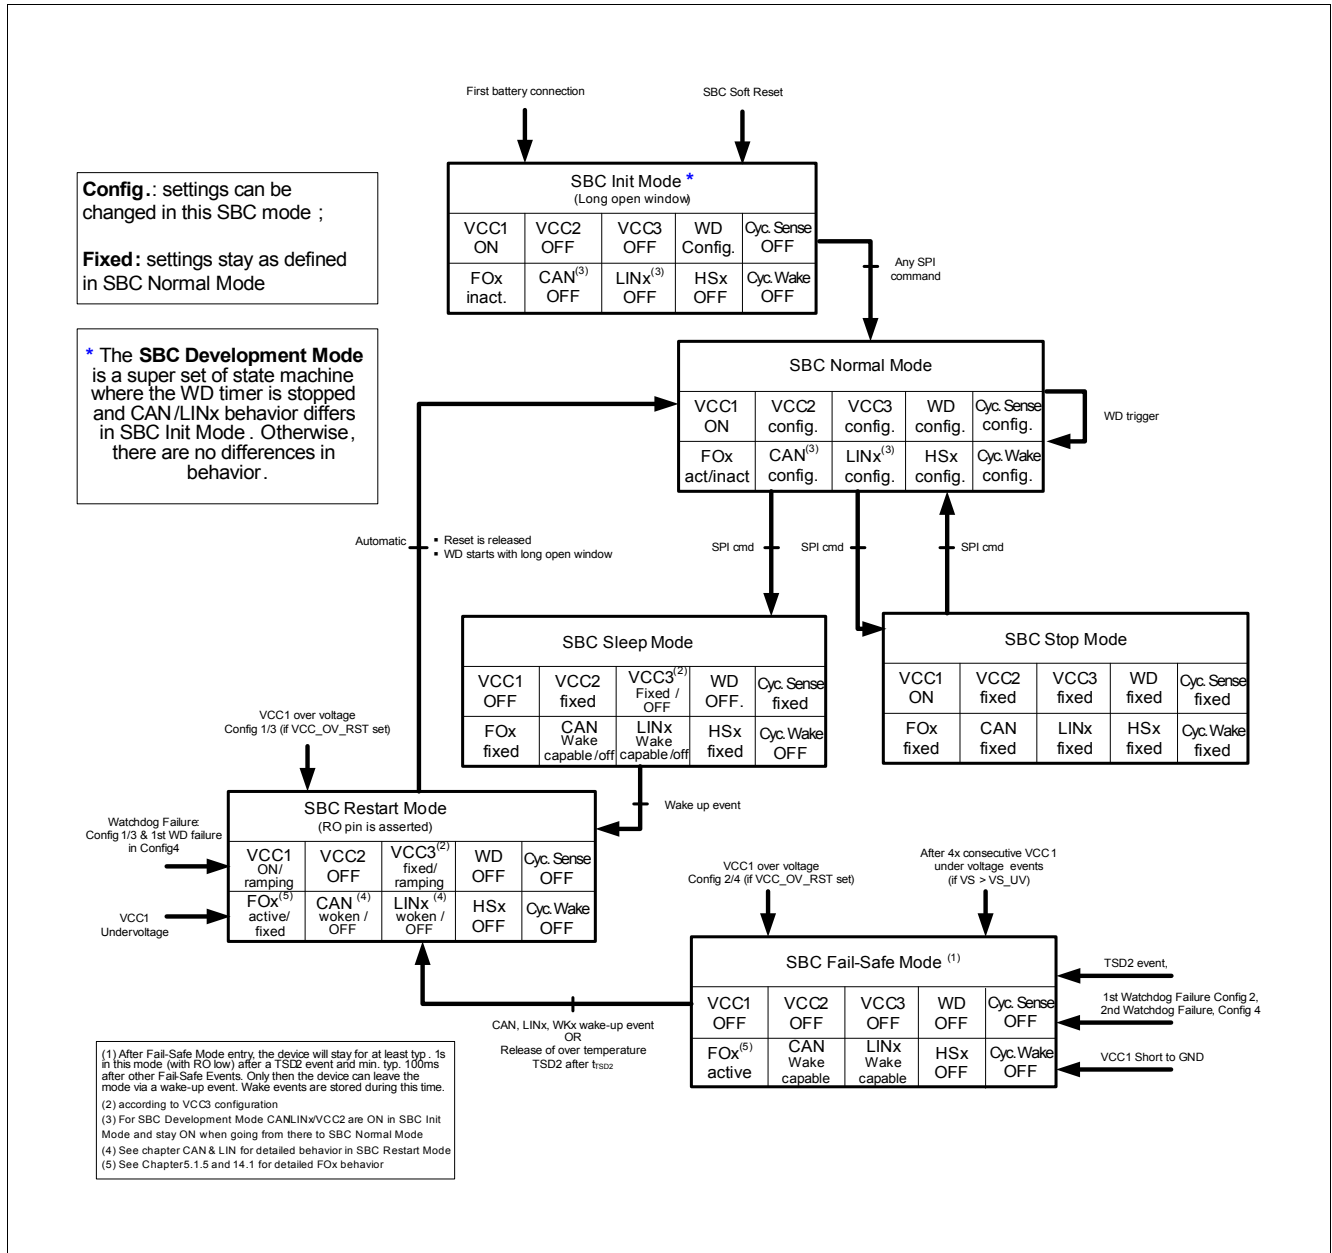 First battery connection
SBC Soft Reset
Config.: settings can be
changed in this SBC mode ;
Fixed: settings stay as defined
in SBC Normal Mode
* The SBC Development Mode
is a super set of state machine
where the WD timer is stopped
and CAN/LINx behavior differs
in SBC Init Mode . Otherwise,
there are no differences in
behavior .
SBC Init Mode *
(Long open window)
VCC1 ON
VCC2 OFF
VCC3 OFF
WD Config.
Cyc. Sense OFF
FOx inact.
CAN(3) OFF
LINx(3) OFF
HSx OFF
Cyc. Wake OFF
Any SPI
command
SBC Normal Mode
VCC1 ON
VCC2 config.
VCC3 config.
WD config.
Cyc. Sense config.
FOx act/inact
CAN(3) config.
LINx(3) config.
HSx config.
Cyc. Wake config.
WD trigger
Automatic
▪ Reset is released
▪ WD starts with long open window
SPI cmd
SPI cmd
SPI cmd
SBC Sleep Mode
VCC1 OFF
VCC2 fixed
VCC3(2) Fixed / OFF
WD OFF.
Cyc. Sense fixed
FOx fixed
CAN Wake capable /off
LINx Wake capable /off
HSx fixed
Cyc. Wake OFF
SBC Stop Mode
VCC1 ON
VCC2 fixed
VCC3 fixed
WD fixed
Cyc. Sense fixed
FOx fixed
CAN fixed
LINx fixed
HSx fixed
Cyc. Wake fixed
VCC1 over voltage
Config 1/3 (if VCC_OV_RST set)
Wake up event
Watchdog Failure:
Config 1/3 & 1st WD failure
in Config4
VCC1
Undervoltage
SBC Restart Mode
(RO pin is asserted)
VCC1 ON/ ramping
VCC2 OFF
VCC3(2) fixed/ ramping
WD OFF
Cyc. Sense OFF
FOx(5) active/ fixed
CAN (4) woken / OFF
LINx (4) woken / OFF
HSx OFF
Cyc. Wake OFF
VCC1 over voltage
Config 2/4 (if VCC_OV_RST set)
After 4x consecutive VCC1
under voltage events
(if VS > VS_UV)
SBC Fail-Safe Mode (1)
VCC1 OFF
VCC2 OFF
VCC3 OFF
WD OFF
Cyc. Sense OFF
FOx(5) active
CAN Wake capable
LINx Wake capable
HSx OFF
Cyc. Wake OFF
TSD2 event,
1st Watchdog Failure Config 2,
2nd Watchdog Failure, Config 4
VCC1 Short to GND
CAN, LINx, WKx wake-up event
OR
Release of over temperature
TSD2 after tTSD2
(1) After Fail-Safe Mode entry, the device will stay for at least typ . 1s
in this mode (with RO low) after a TSD2 event and min. typ. 100ms
after other Fail-Safe Events. Only then the device can leave the
mode via a wake-up event. Wake events are stored during this time.
(2) according to VCC3 configuration
(3) For SBC Development Mode CAN/LINx/VCC2 are ON in SBC Init
Mode and stay ON when going from there to SBC Normal Mode
(4) See chapter CAN & LIN for detailed behavior in SBC Restart Mode
(5) See Chapter 5.1.5 and 14.1 for detailed FOx behavior